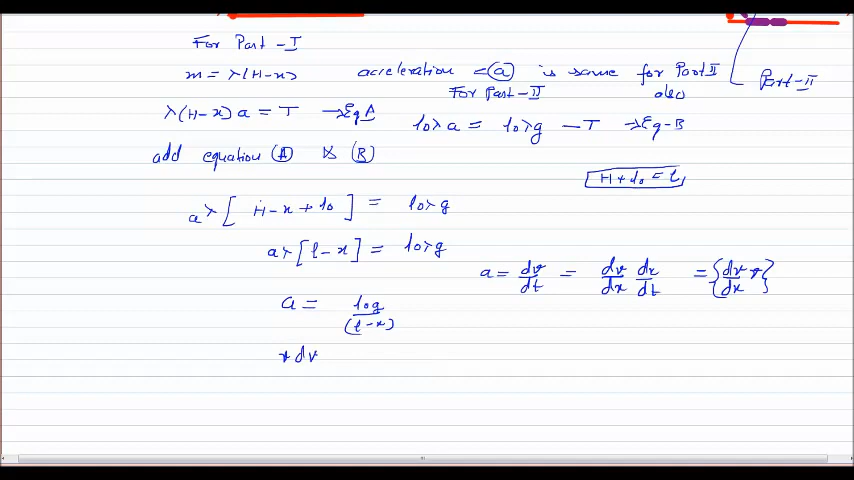 For Part - I
m = λ(H-x)
acceleration (a) is same for Part II also
Part-II
For Part-II
λ(H-x) a = T → Eq A
l0λa = l0λg - T → Eq-B
add equation (A) & (B)
H + l0 = l
aλ[H-x+l0] = l0λg
aλ[l-x] = l0λg
a = dv/dt = dv/dx dx/dt = {dv/dx v}
a = l0g/(l-x)
v dv